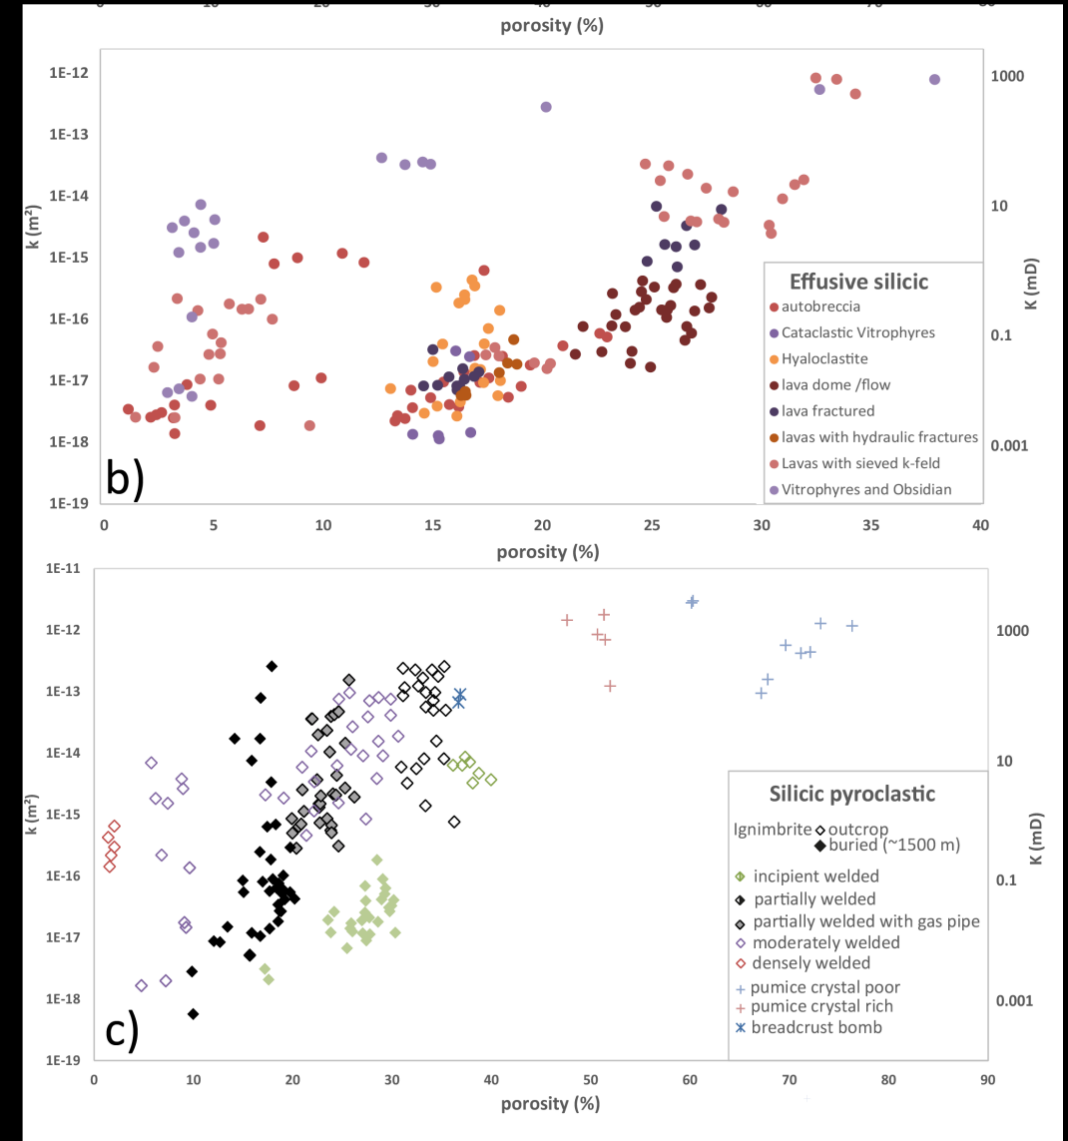 porosity (%)
1E-12
1E-13
1E-14
1E-15
1E-16
1E-17
1E-18
1E-19
k (m²)
1000
10
0.1
0.001
K (mD)
Effusive silicic
autobreccia
Cataclastic Vitrophyres
Hyaloclastite
lava dome /flow
lava fractured
lavas with hydraulic fractures
Lavas with sieved k-feld
Vitrophyres and Obsidian
b)
0 5 10 15 20 25 30 35 40
porosity (%)
1E-11
1E-12
1E-13
1E-14
1E-15
1E-16
1E-17
1E-18
1E-19
k (m²)
1000
10
0.1
0.001
K (mD)
Silicic pyroclastic
Ignimbrite outcrop
buried (~1500 m)
incipient welded
partially welded
partially welded with gas pipe
moderately welded
densely welded
pumice crystal poor
pumice crystal rich
breadcrust bomb
c)
0 10 20 30 40 50 60 70 80 90
porosity (%)